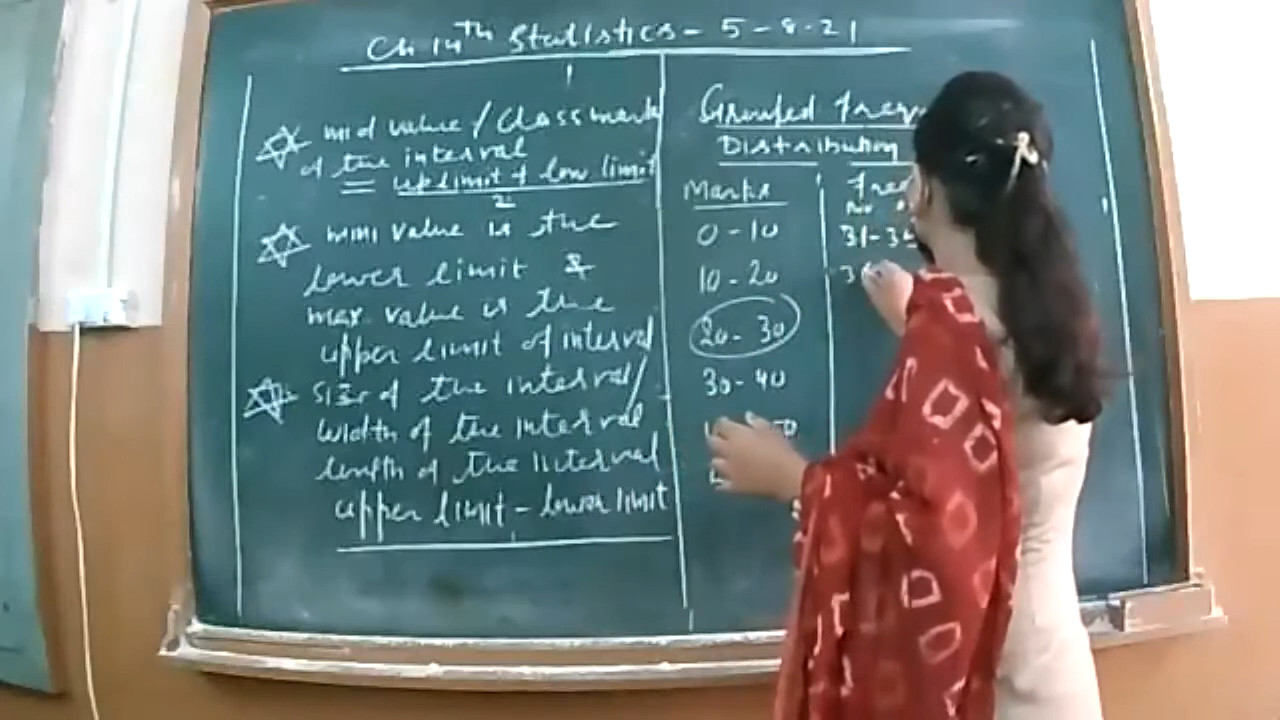 Ch 14th Statistics - 5-8-21
mid value / Class mark
of the interval
= up limit + low limit
2
mini value is the
lower limit &
max. value is the
upper limit of interval
Size of the interval/
width of the interval
length of the interval
upper limit - lower limit
Grouped
Distribution
Marks
No
0-10
31-
10-20
20-30
30-40